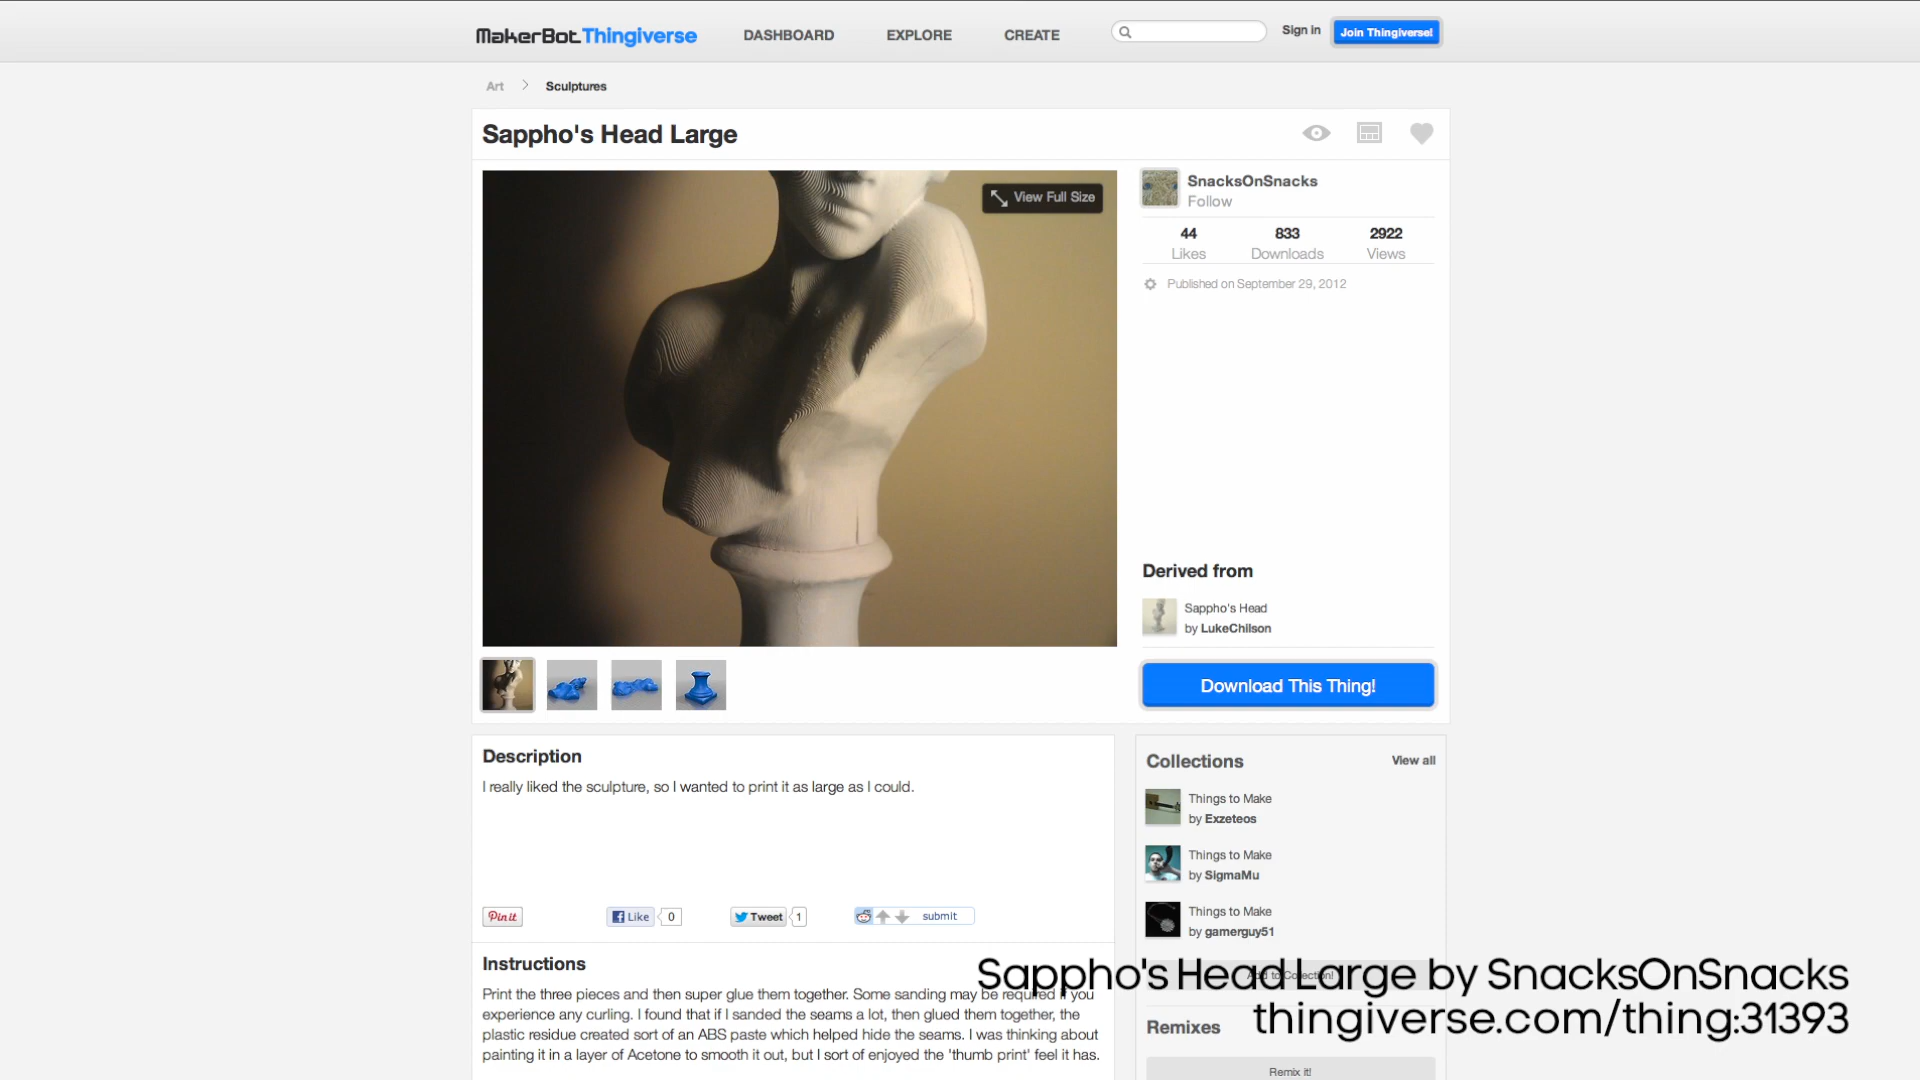 MakerBot.Thingiverse
DASHBOARD
EXPLORE
CREATE
Sign in
Join Thingiverse!
Art
Sculptures
Sappho's Head Large
View Full Size
SnacksOnSnacks
Follow
44
Likes
833
Downloads
2922
Views
Published on September 29, 2012
Derived from
Sappho's Head
by LukeChilson
Download This Thing!
Description
I really liked the sculpture, so I wanted to print it as large as I could.
Pin it
Like
0
Tweet
1
submit
Instructions
Print the three pieces and then super glue them together. Some sanding may be required if you
experience any curling. I found that if I sanded the seams a lot, then glued them together, the
plastic residue created sort of an ABS paste which helped hide the seams. I was thinking about
painting it in a layer of Acetone to smooth it out, but I sort of enjoyed the 'thumb print' feel it has.
Collections
View all
Things to Make
by Exzeteos
Things to Make
by SigmaMu
Things to Make
by gamerguy51
Add to Collection!
Remixes
Remix it!
Sappho's Head Large by SnacksOnSnacks
thingiverse.com/thing:31393